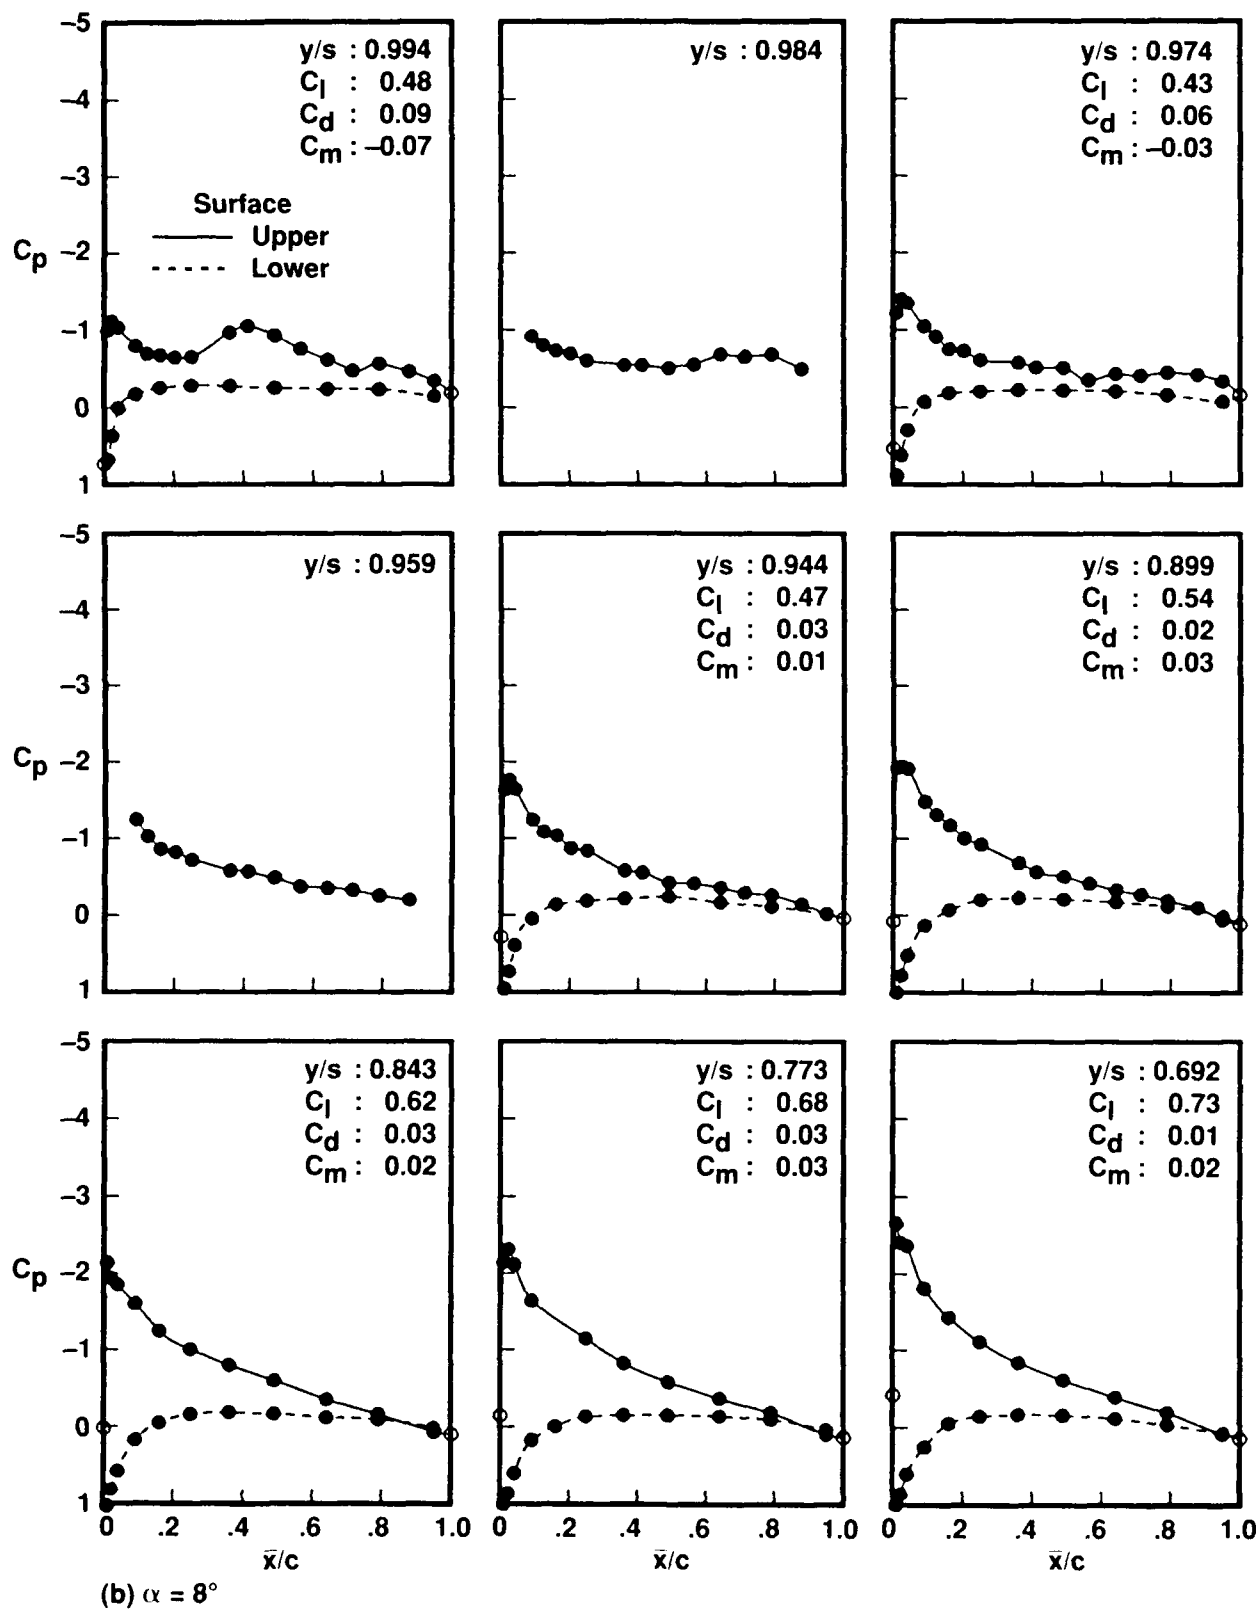 y/s : 0.994
Cl : 0.48
Cd : 0.09
Cm : –0.07
Surface
Upper
Lower
Cp
–5
–4
–3
–2
–1
0
1
y/s : 0.984
y/s : 0.974
Cl : 0.43
Cd : 0.06
Cm : –0.03
y/s : 0.959
Cp
–5
–4
–3
–2
–1
0
1
y/s : 0.944
Cl : 0.47
Cd : 0.03
Cm : 0.01
y/s : 0.899
Cl : 0.54
Cd : 0.02
Cm : 0.03
y/s : 0.843
Cl : 0.62
Cd : 0.03
Cm : 0.02
Cp
–5
–4
–3
–2
–1
0
1
y/s : 0.773
Cl : 0.68
Cd : 0.03
Cm : 0.03
y/s : 0.692
Cl : 0.73
Cd : 0.01
Cm : 0.02
0 .2 .4 .6 .8 1.0
0 .2 .4 .6 .8 1.0
0 .2 .4 .6 .8 1.0
x̄/c
x̄/c
x̄/c
(b) α = 8°